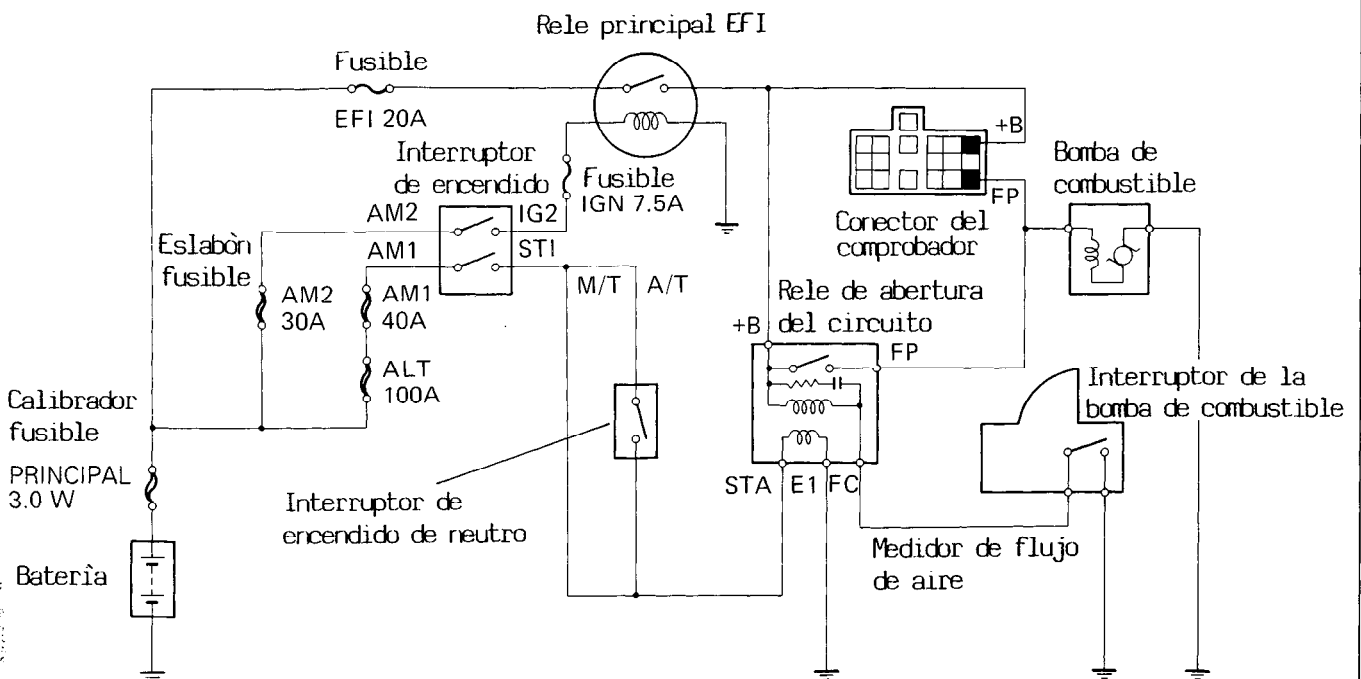 Rele principal EFI
Fusible
EFI 20A
Interruptor
de encendido
Fusible
IGN 7.5A
+B
FP
Conector del
comprobador
Bomba de
combustible
AM2
IG2
AM1
STI
Eslabòn
fusible
AM2
30A
AM1
40A
ALT
100A
M/T
A/T
Rele de abertura
del circuito
+B
FP
STA
E1
FC
Interruptor de la
bomba de combustible
Calibrador
fusible
PRINCIPAL
3.0 W
Interruptor de
encendido de neutro
Medidor de flujo
de aire
Baterìa